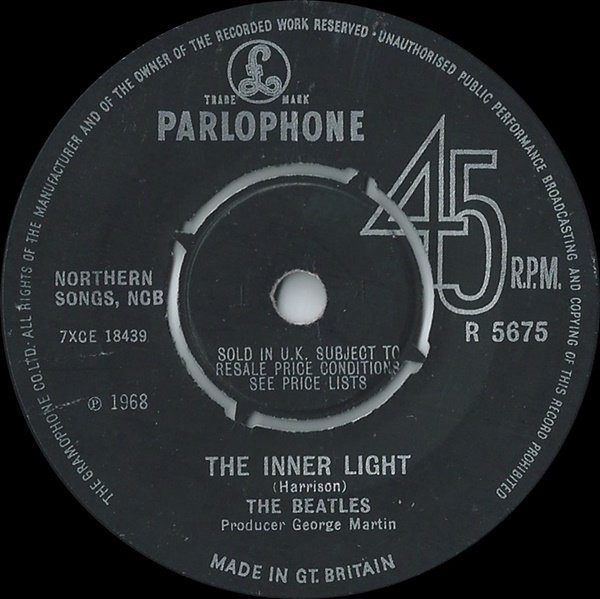 THE GRAMOPHONE CO. LTD. ALL RIGHTS OF THE MANUFACTURER AND OF THE OWNER OF THE RECORDED WORK RESERVED · UNAUTHORISED PUBLIC PERFORMANCE BROADCASTING AND COPYING OF THIS RECORD PROHIBITED
£
TRADE MARK
PARLOPHONE
45
R.P.M.
NORTHERN
SONGS, NCB
7XCE 18439
R 5675
SOLD IN U.K. SUBJECT TO
RESALE PRICE CONDITIONS
SEE PRICE LISTS
℗ 1968
THE INNER LIGHT
(Harrison)
THE BEATLES
Producer George Martin
MADE IN GT. BRITAIN